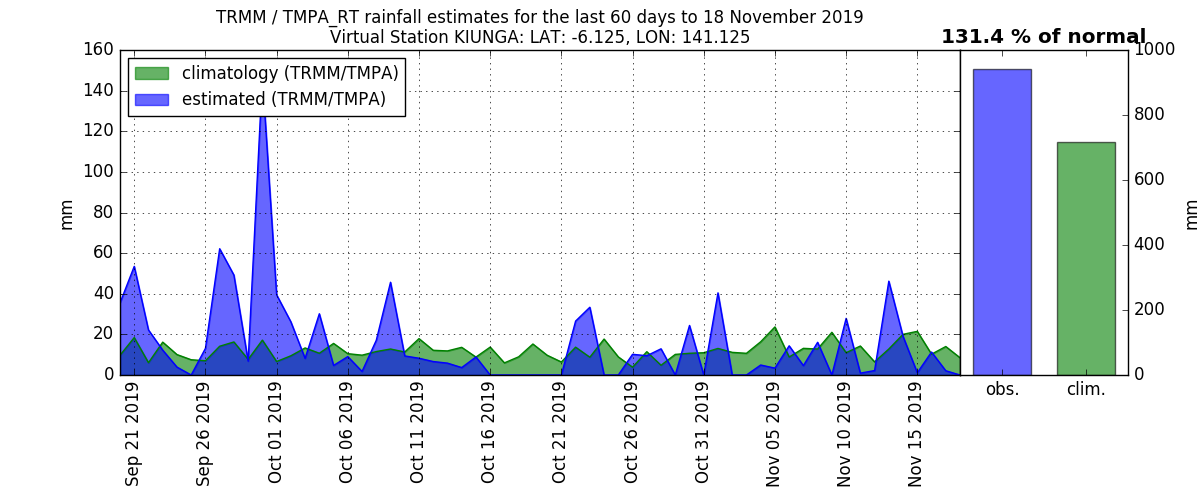 TRMM / TMPA_RT rainfall estimates for the last 60 days to 18 November 2019
Virtual Station KIUNGA: LAT: -6.125, LON: 141.125
131.4 % of normal
climatology (TRMM/TMPA)
estimated (TRMM/TMPA)
mm
160
140
120
100
80
60
40
20
0
Sep 21 2019
Sep 26 2019
Oct 01 2019
Oct 06 2019
Oct 11 2019
Oct 16 2019
Oct 21 2019
Oct 26 2019
Oct 31 2019
Nov 05 2019
Nov 10 2019
Nov 15 2019
1000
800
600
400
200
0
mm
obs.
clim.